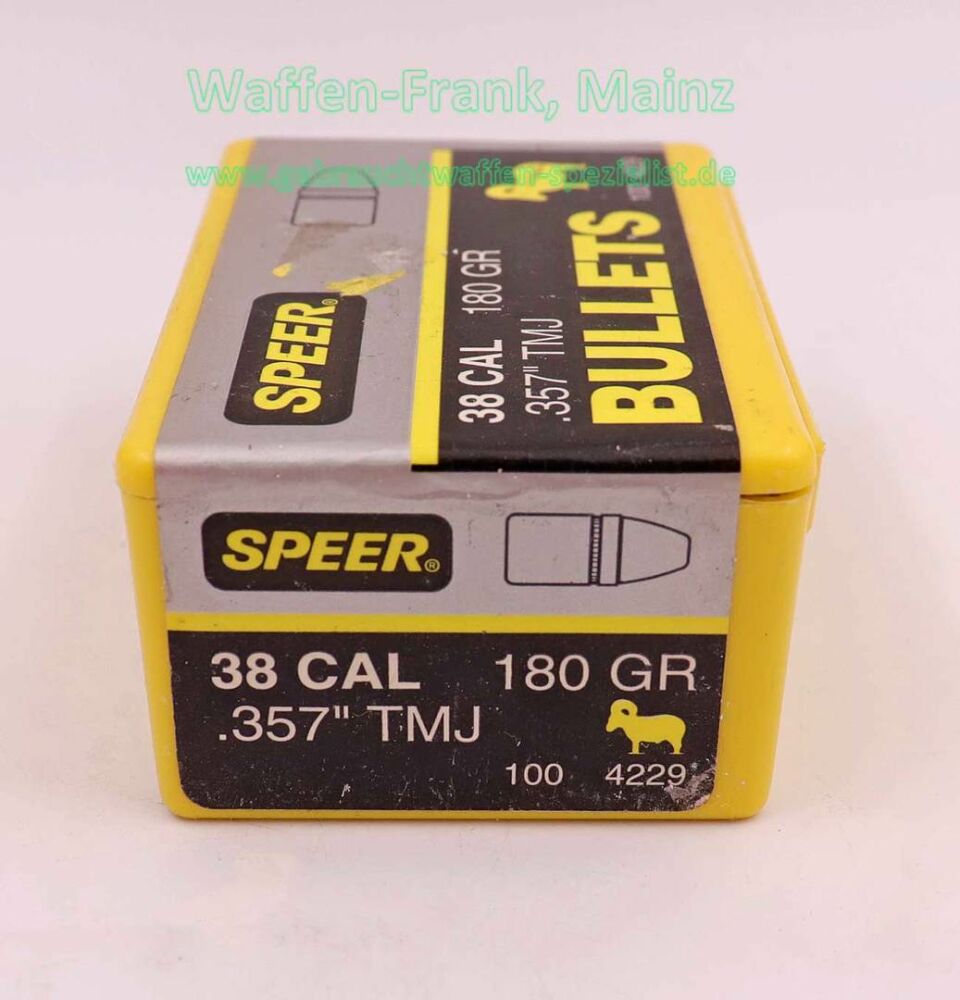 Waffen-Frank, Mainz
www.gebrauchtwaffen-spezialist.de
SPEER®
38 CAL 180 GR
.357" TMJ
BULLETS
SPEER®
38 CAL 180 GR
.357" TMJ
100 4229